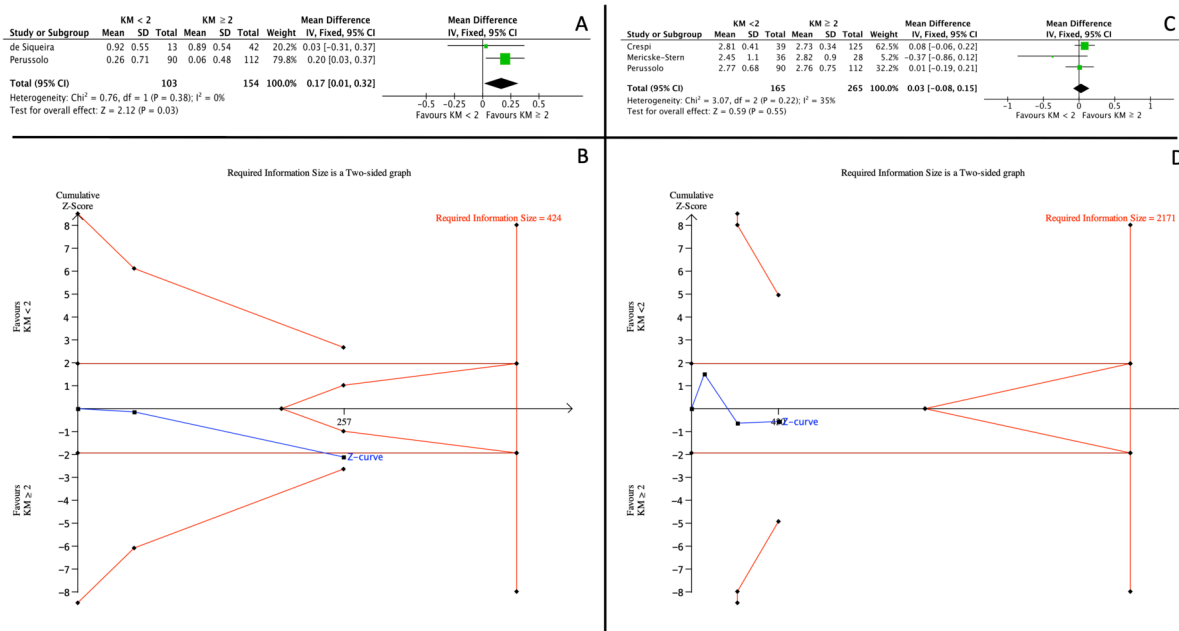 A
KM < 2 KM ≥ 2 Mean Difference Mean Difference
Study or Subgroup Mean SD Total Mean SD Total Weight IV, Fixed, 95% CI IV, Fixed, 95% CI
de Siqueira 0.92 0.55 13 0.89 0.54 42 20.2% 0.03 [-0.31, 0.37]
Perussolo 0.26 0.71 90 0.06 0.48 112 79.8% 0.20 [0.03, 0.37]
Total (95% CI) 103 154 100.0% 0.17 [0.01, 0.32]
Heterogeneity: Chi² = 0.76, df = 1 (P = 0.38); I² = 0%
Test for overall effect: Z = 2.12 (P = 0.03)
-0.5 -0.25 0 0.25 0.5
Favours KM < 2 Favours KM ≥ 2
C
KM <2 KM ≥ 2 Mean Difference Mean Difference
Study or Subgroup Mean SD Total Mean SD Total Weight IV, Fixed, 95% CI IV, Fixed, 95% CI
Crespi 2.81 0.41 39 2.73 0.34 125 62.5% 0.08 [-0.06, 0.22]
Mericske-Stern 2.45 1.1 36 2.82 0.9 28 5.2% -0.37 [-0.86, 0.12]
Perussolo 2.77 0.68 90 2.76 0.75 112 32.2% 0.01 [-0.19, 0.21]
Total (95% CI) 165 265 100.0% 0.03 [-0.08, 0.15]
Heterogeneity: Chi² = 3.07, df = 2 (P = 0.22); I² = 35%
Test for overall effect: Z = 0.59 (P = 0.55)
-1 -0.5 0 0.5 1
Favours KM <2 Favours KM ≥ 2
B
Required Information Size is a Two-sided graph
Cumulative
Z-Score
Required Information Size = 424
8
6
5
4
3
2
1
-1
-2
-3
-4
-5
-6
-7
-8
Favours
KM < 2
Favours
KM ≥ 2
257
Z-curve
D
Required Information Size is a Two-sided graph
Cumulative
Z-Score
Required Information Size = 2171
8
6
5
4
3
2
1
-1
-2
-3
-4
-5
-6
-7
-8
Favours
KM <2
Favours
KM ≥ 2
Z-curve